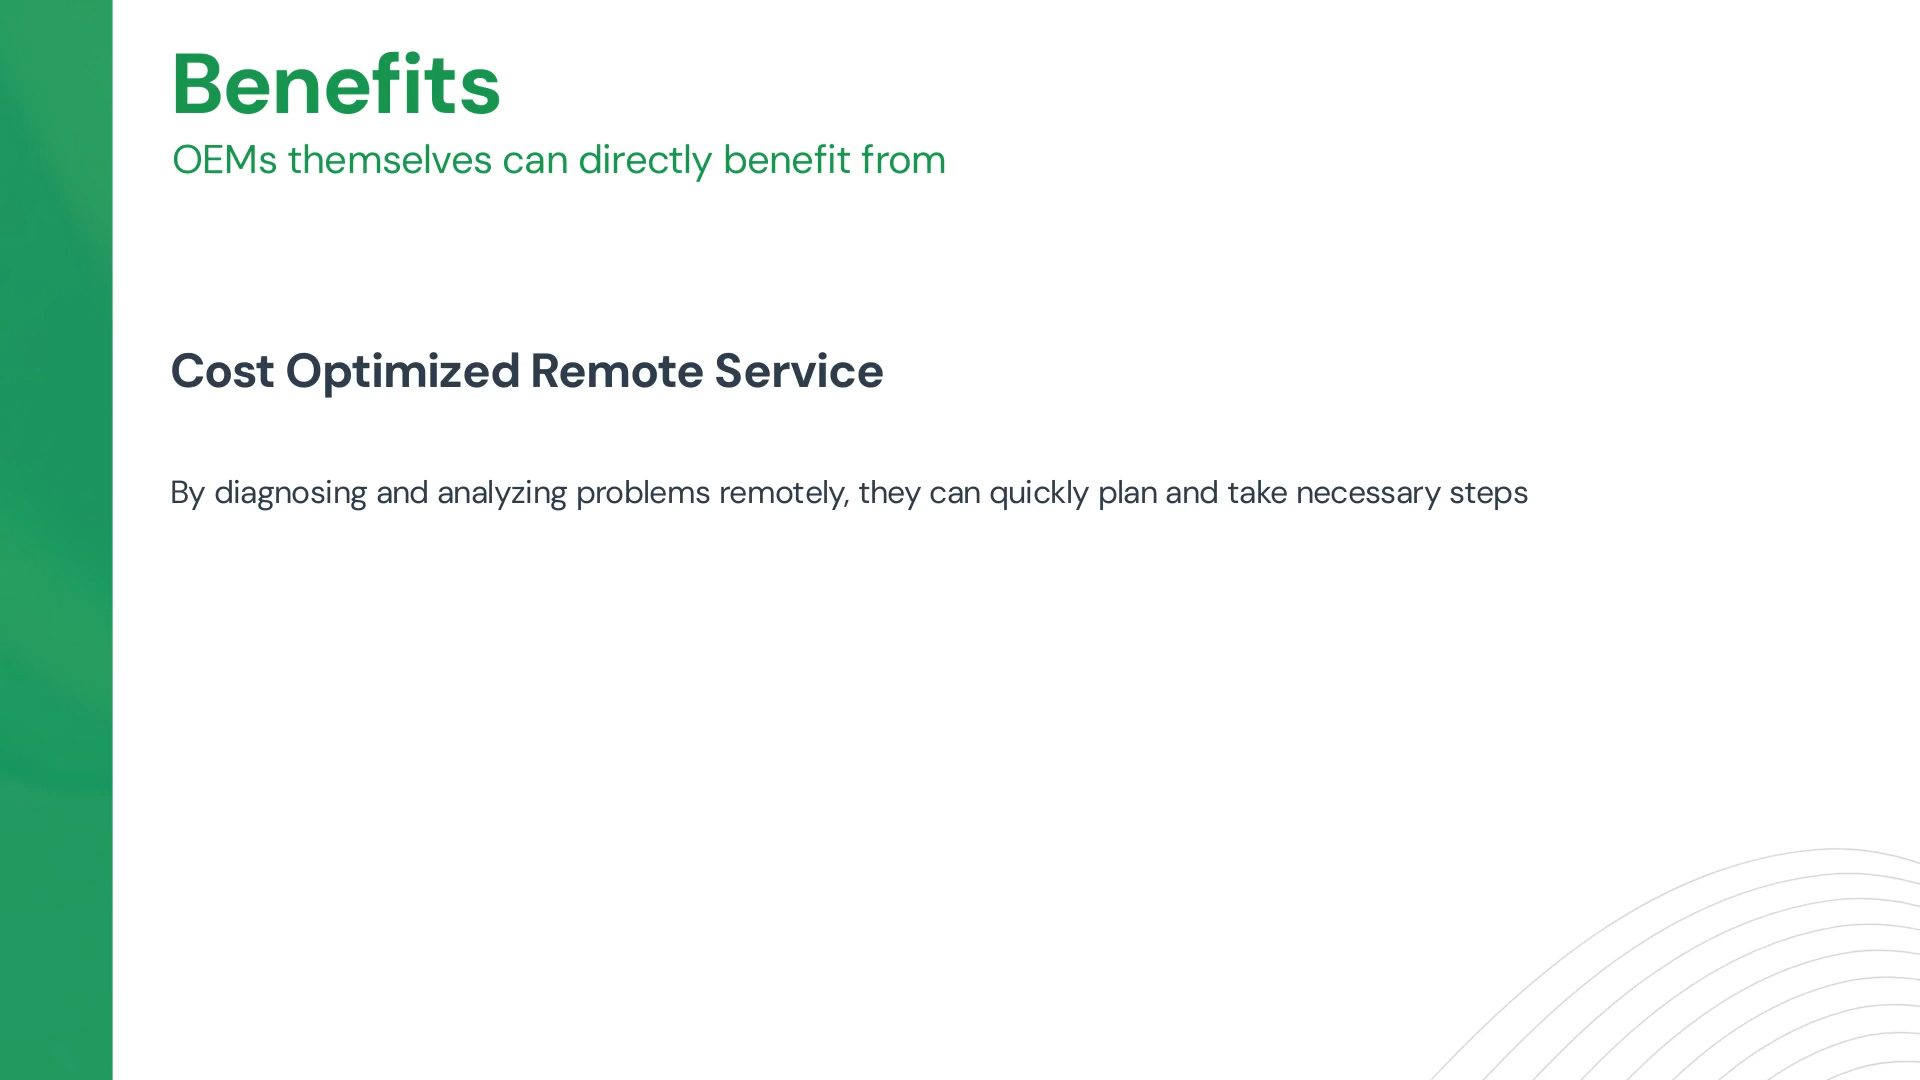 Benefits
OEMs themselves can directly benefit from
Cost Optimized Remote Service
By diagnosing and analyzing problems remotely, they can quickly plan and take necessary steps